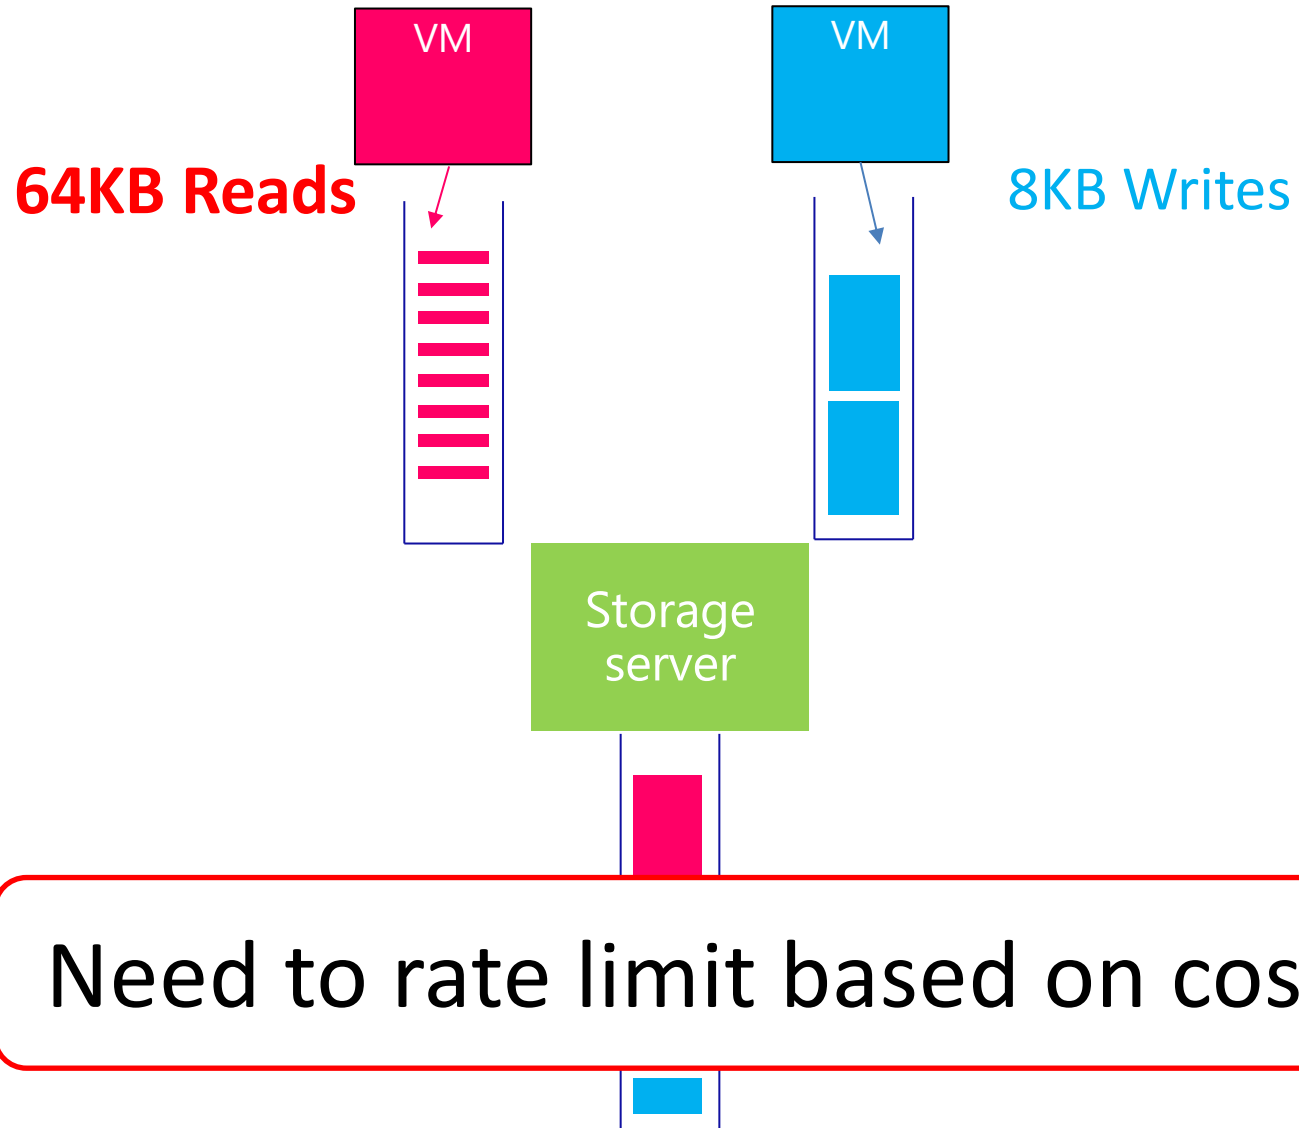 VM
VM
64KB Reads
8KB Writes
Storage
server
Need to rate limit based on cos